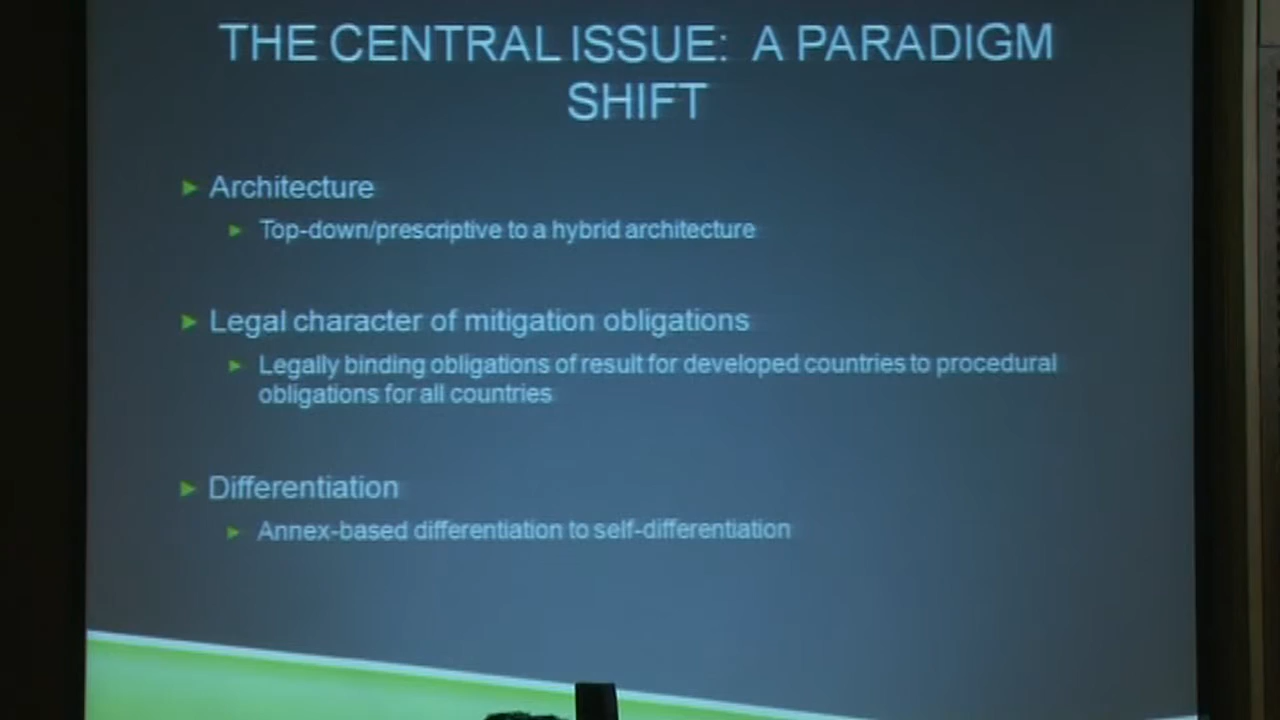 THE CENTRAL ISSUE: A PARADIGM
SHIFT
Architecture
Top-down/prescriptive to a hybrid architecture
Legal character of mitigation obligations
Legally binding obligations of result for developed countries to procedural
obligations for all countries
Differentiation
Annex-based differentiation to self-differentiation